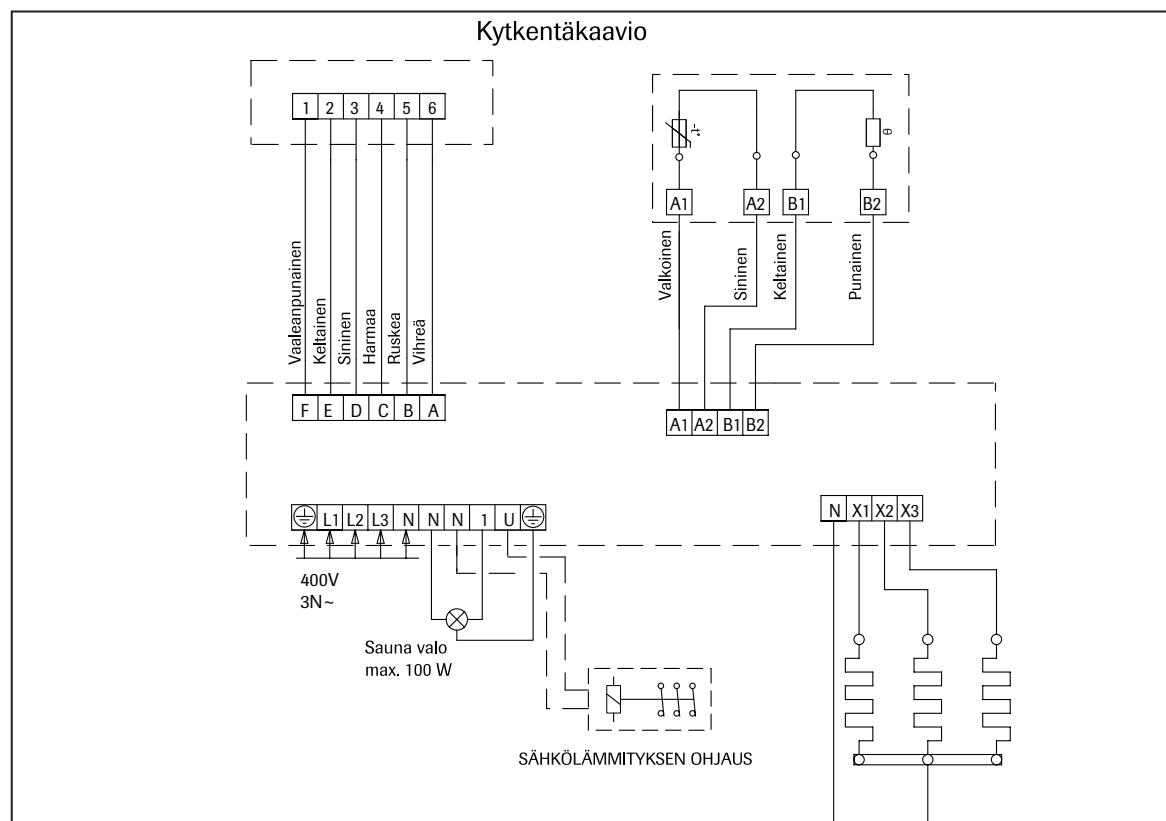 Kytkentäkaavio
1 2 3 4 5 6
-t°
θ
A1 A2 B1 B2
Vaaleanpunainen
Keltainen
Sininen
Harmaa
Ruskea
Vihreä
Valkoinen
Sininen
Keltainen
Punainen
F E D C B A
A1 A2 B1 B2
L1 L2 L3 N N N 1 U
N X1 X2 X3
400V
3N~
Sauna valo
max. 100 W
SÄHKÖLÄMMITYKSEN OHJAUS